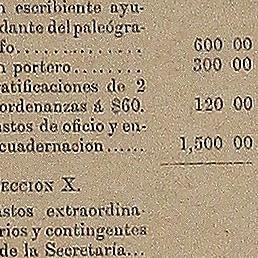 n escribiente ayu-
dante del paleógra-
fo........ 600 00
n portero........ 300 00
ratificaciones de 2
ordenanzas á $60. 120 00
astos de oficio y en-
cuadernacion...... 1,500 00
ECCION X.
astos extraordina-
rios y contingentes
de la Secretaría...